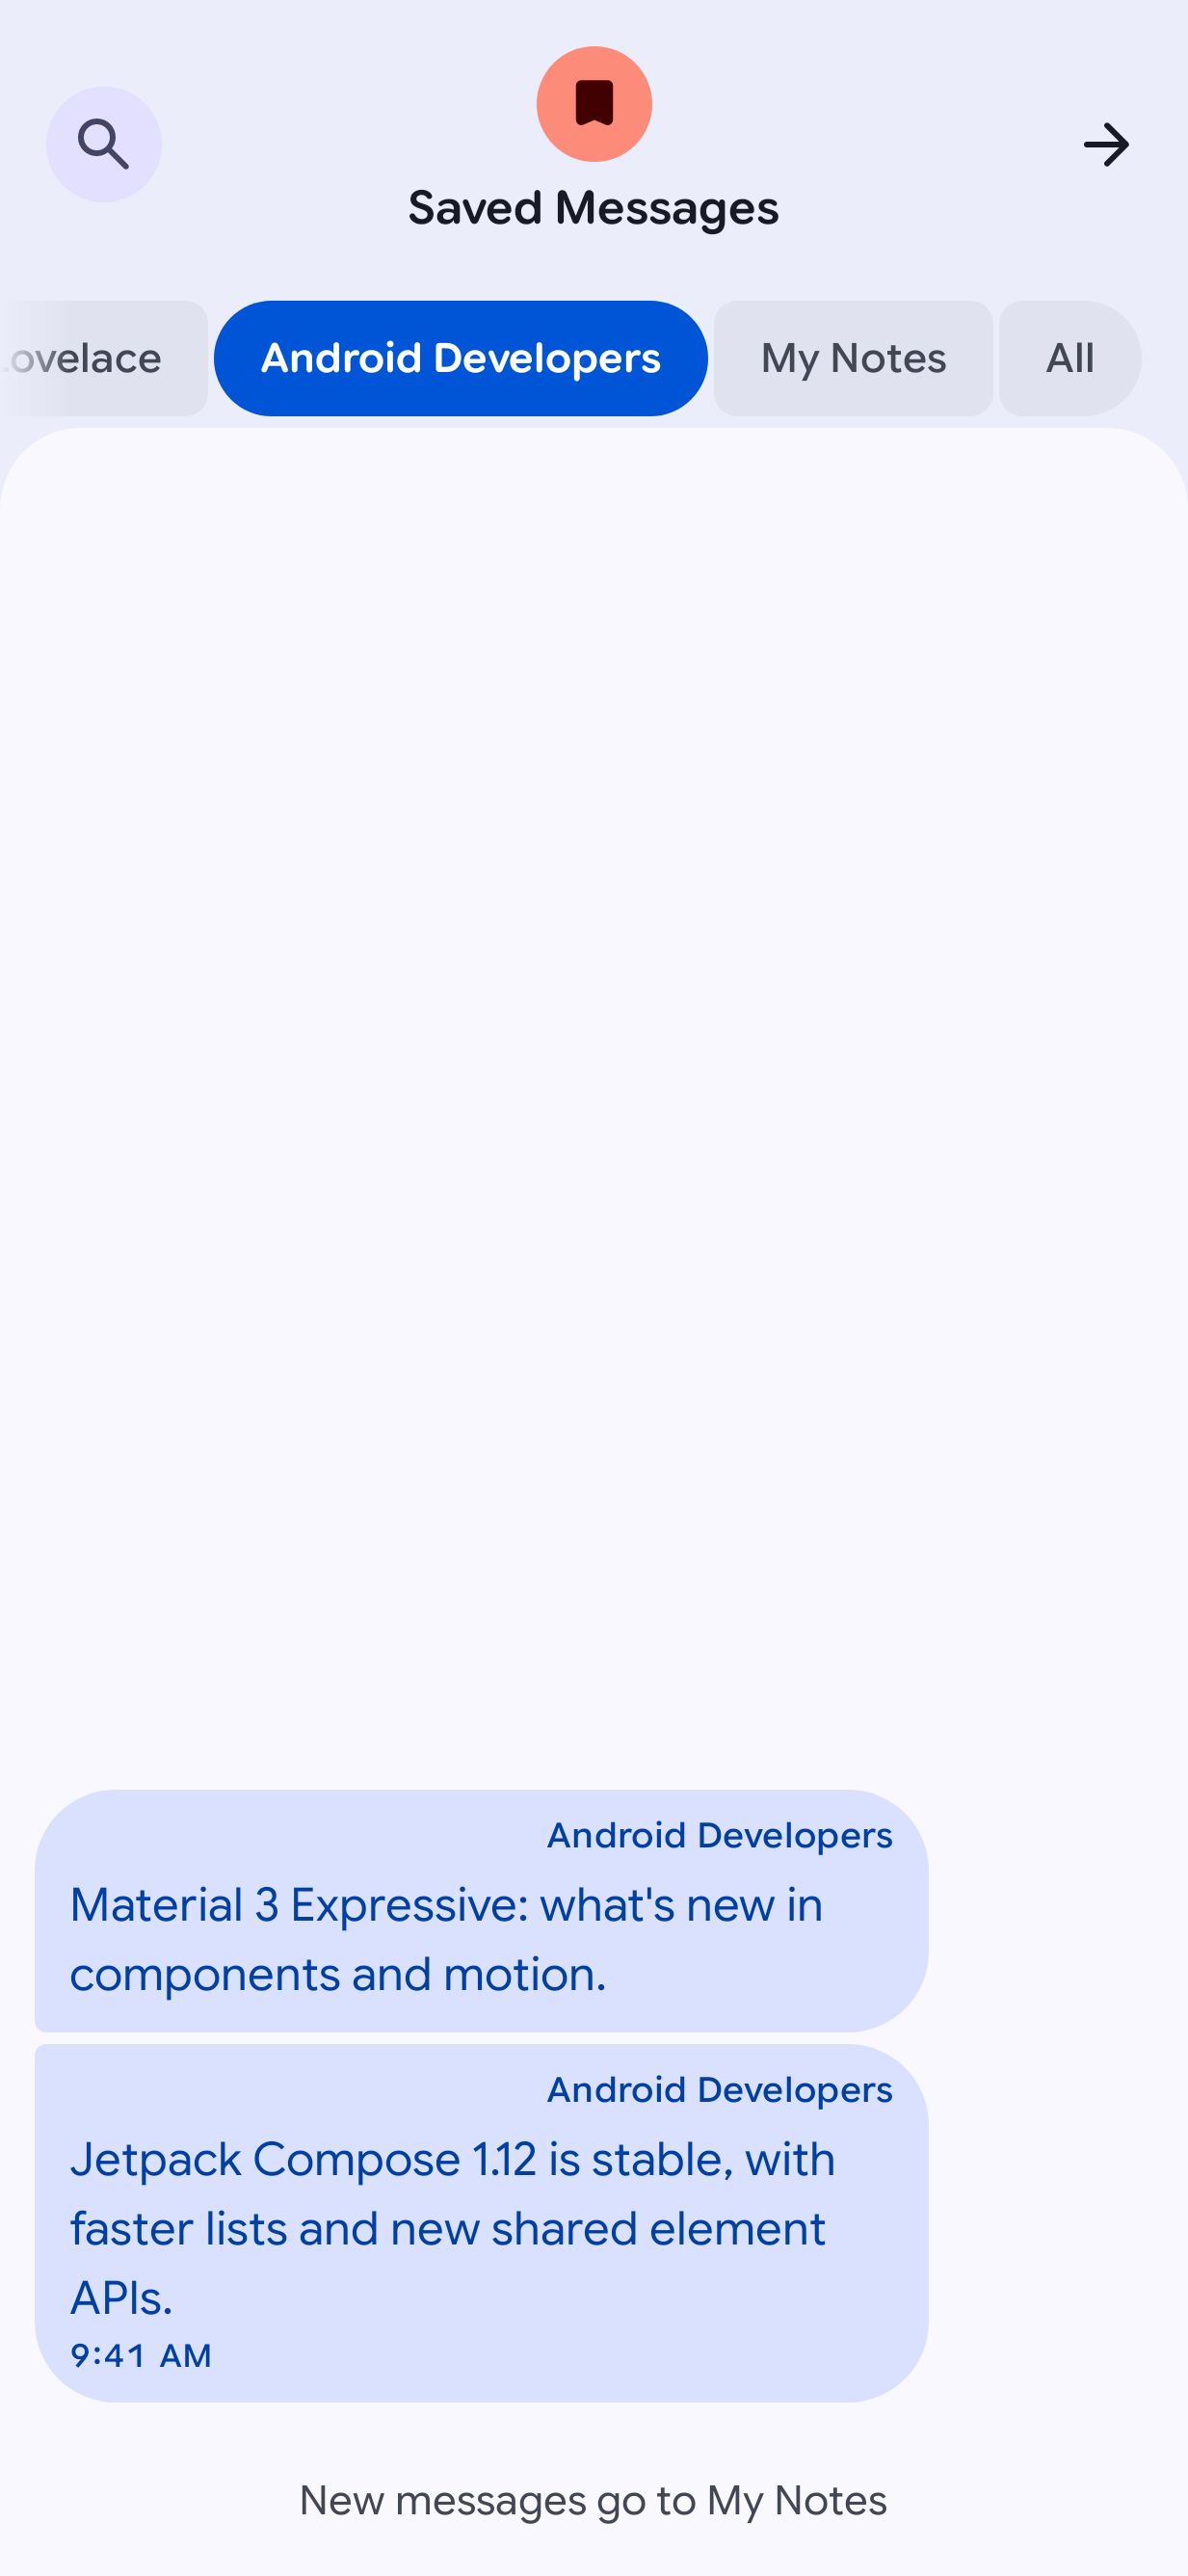 Saved Messages
ovelace
Android Developers
My Notes
All
Android Developers
Material 3 Expressive: what's new in
components and motion.
Android Developers
Jetpack Compose 1.12 is stable, with
faster lists and new shared element
APIs.
9:41 AM
New messages go to My Notes